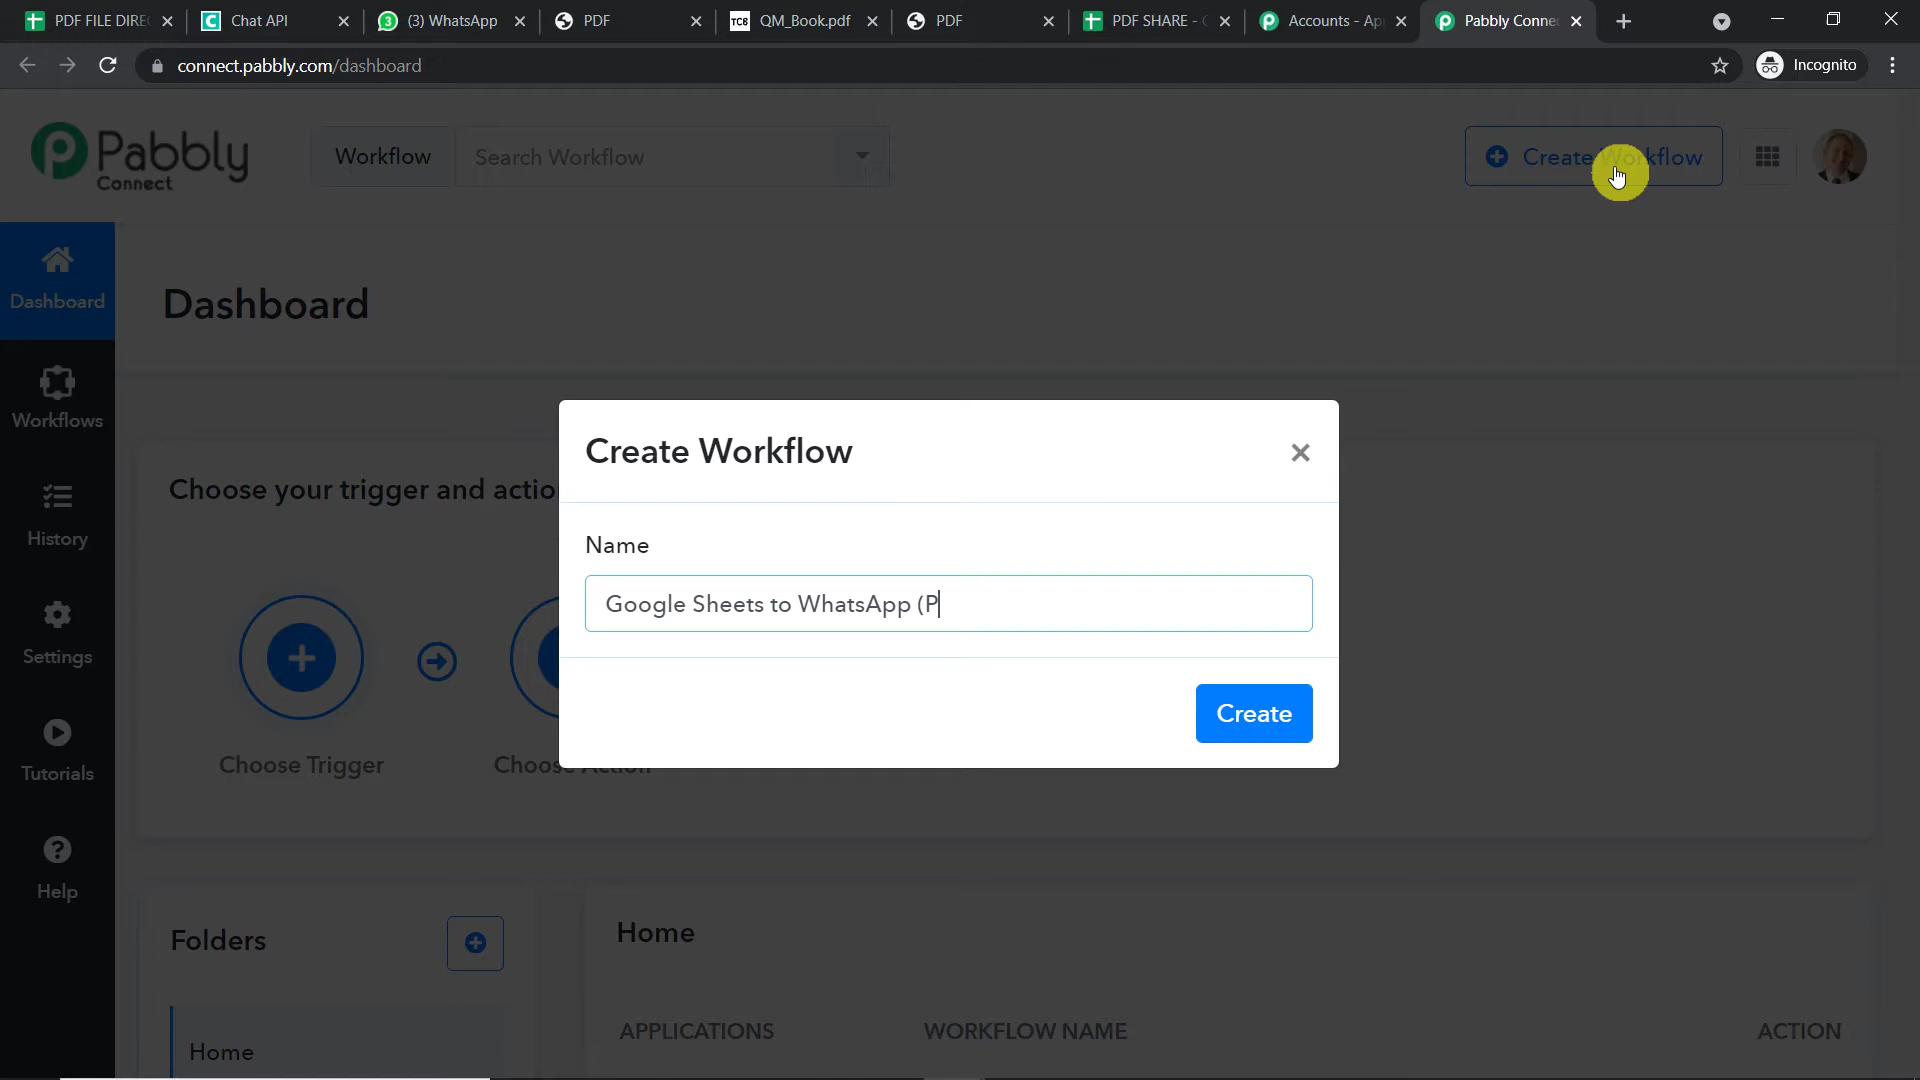 PDF FILE DIRE
Chat API
(3) WhatsApp
PDF
QM_Book.pdf
PDF
PDF SHARE -
Accounts - Ap
Pabbly Conne
connect.pabbly.com/dashboard
Incognito
Pabbly
Connect
Workflow
Search Workflow
Create Workflow
Dashboard
Dashboard
Workflows
History
Settings
Tutorials
Help
Choose your trigger and actio
Choose Trigger
Choose Action
Create Workflow
Name
Google Sheets to WhatsApp (P
Create
Folders
Home
Home
APPLICATIONS
WORKFLOW NAME
ACTION